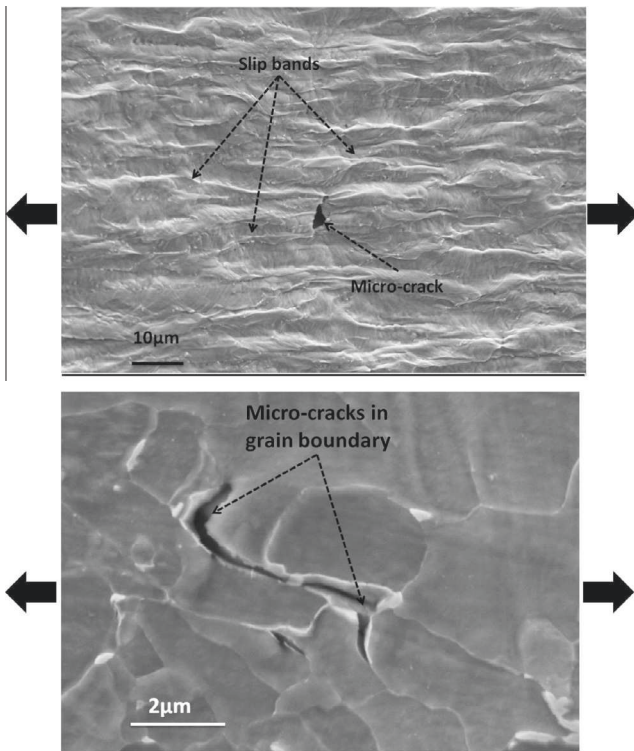 Slip bands
Micro-crack
10μm
Micro-cracks in
grain boundary
2μm